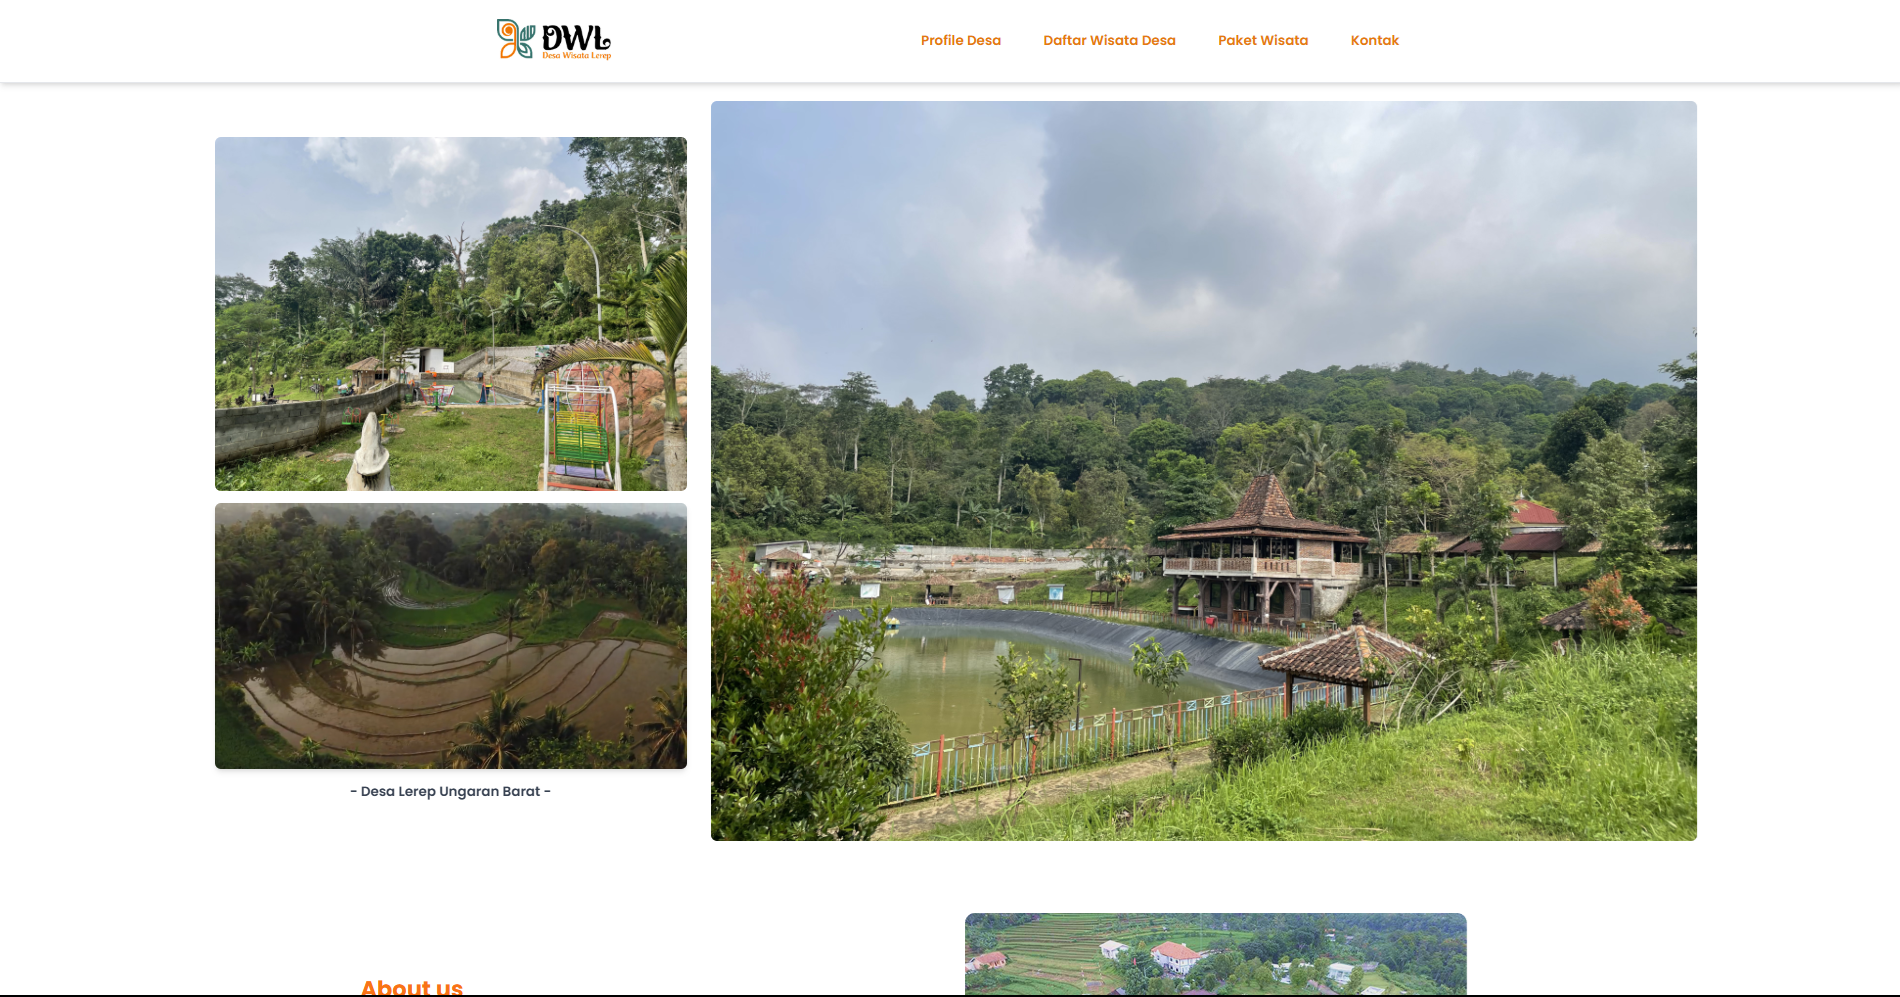 DWL
Desa Wisata Lerep
Profile Desa
Daftar Wisata Desa
Paket Wisata
Kontak
- Desa Lerep Ungaran Barat -
About us